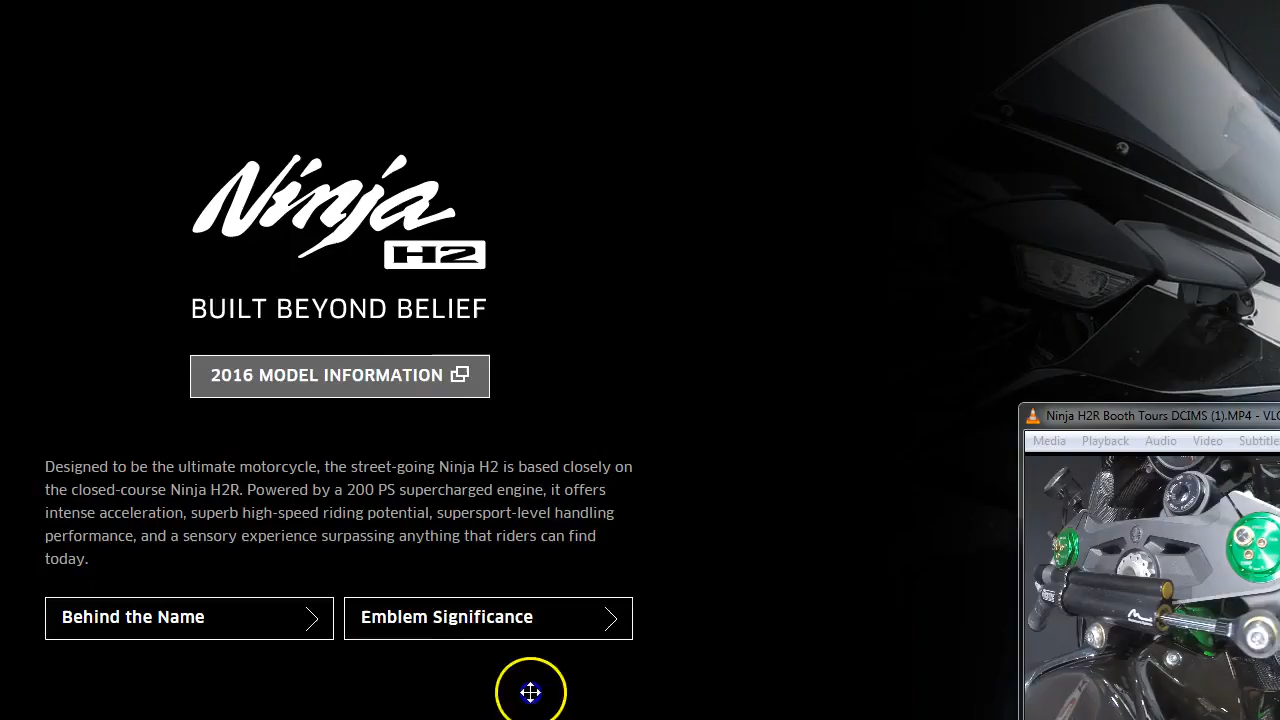 Ninja
H2
BUILT BEYOND BELIEF
2016 MODEL INFORMATION
Designed to be the ultimate motorcycle, the street-going Ninja H2 is based closely on
the closed-course Ninja H2R. Powered by a 200 PS supercharged engine, it offers
intense acceleration, superb high-speed riding potential, supersport-level handling
performance, and a sensory experience surpassing anything that riders can find
today.
Behind the Name
Emblem Significance
Ninja H2R Booth Tours DCIMS (1).MP4 - VLC
Media Playback Audio Video Subtitle